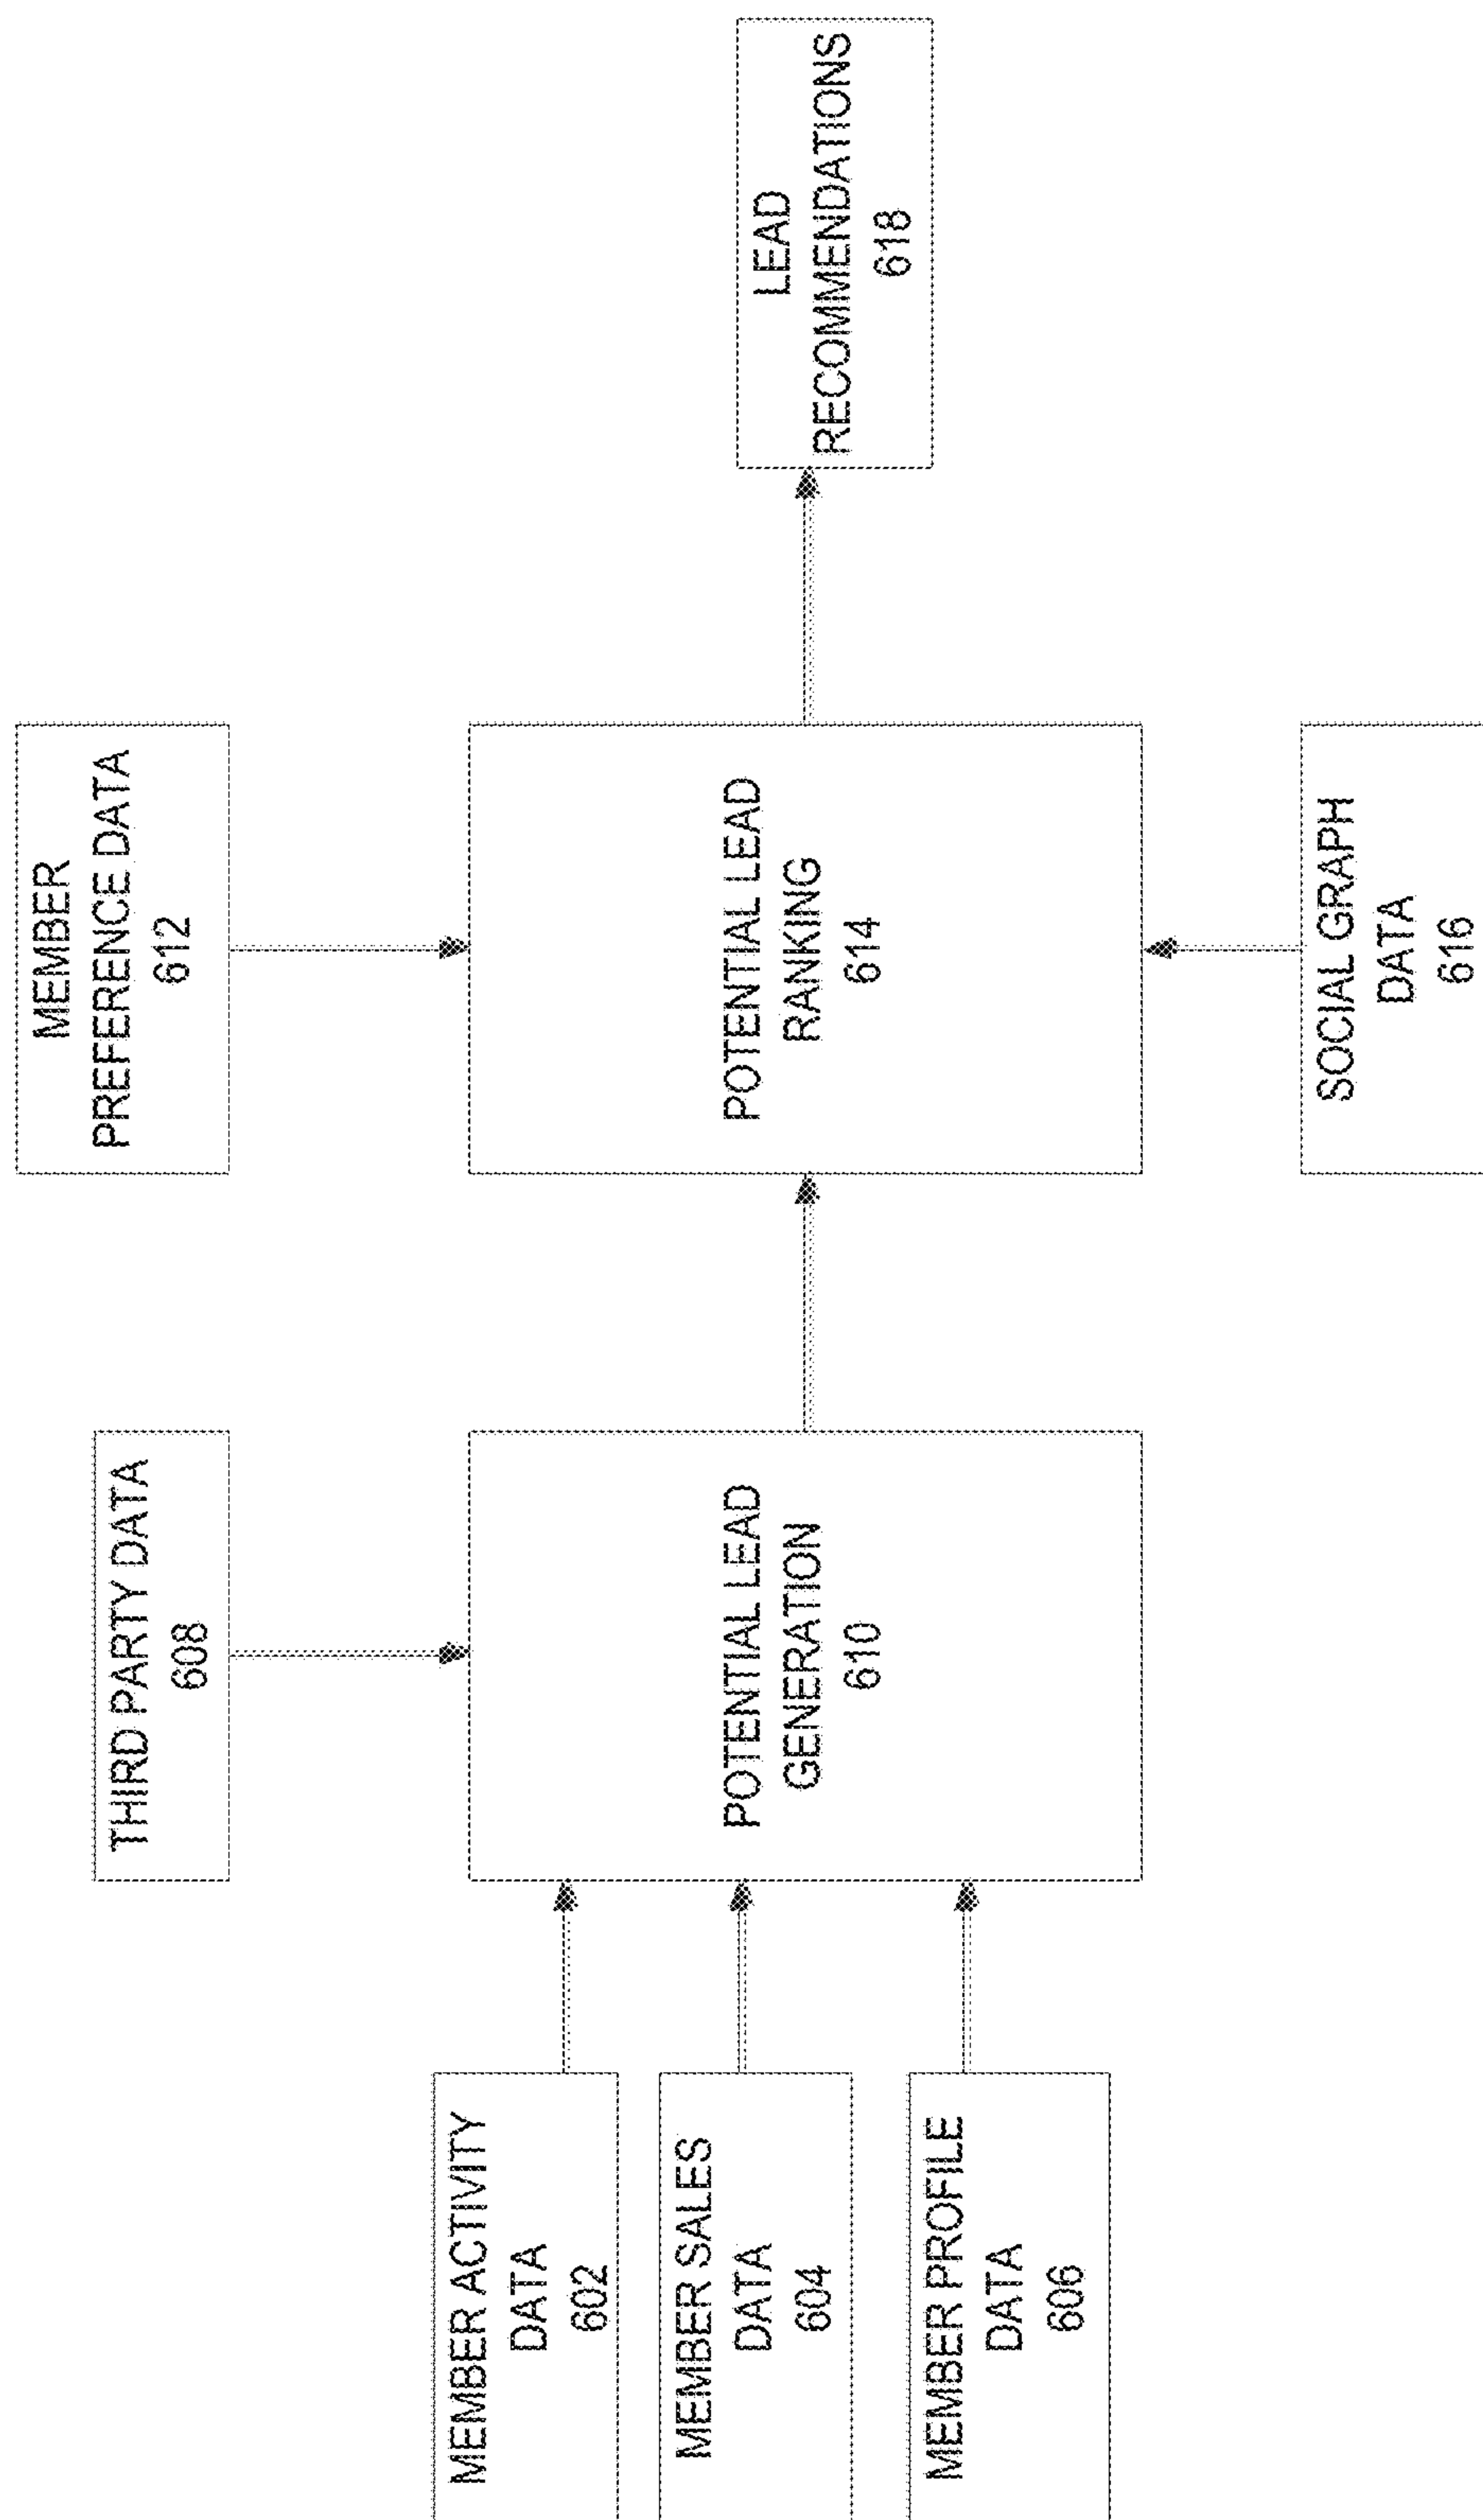 MEMBER ACTIVITY
DATA
602
MEMBER SALES
DATA
604
MEMBER PROFILE
DATA
606
THIRD PARTY DATA
608
POTENTIAL LEAD
GENERATION
610
MEMBER
PREFERENCE DATA
612
POTENTIAL LEAD
RANKING
614
SOCIAL GRAPH
DATA
616
LEAD
RECOMMENDATIONS
618